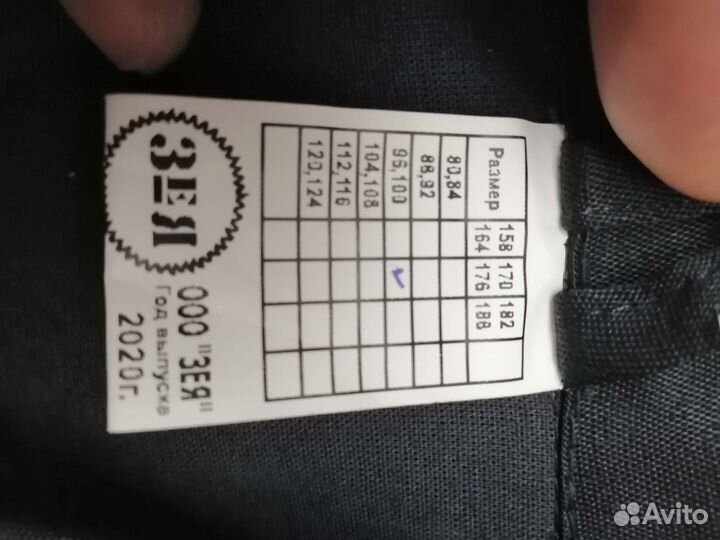 Размер
158 170 182
164 176 188
80,84
88,92
96,100
104,108
112,116
120,124
ЗЕЯ
ООО "ЗЕЯ"
Год выпуска
2020г.
Avito